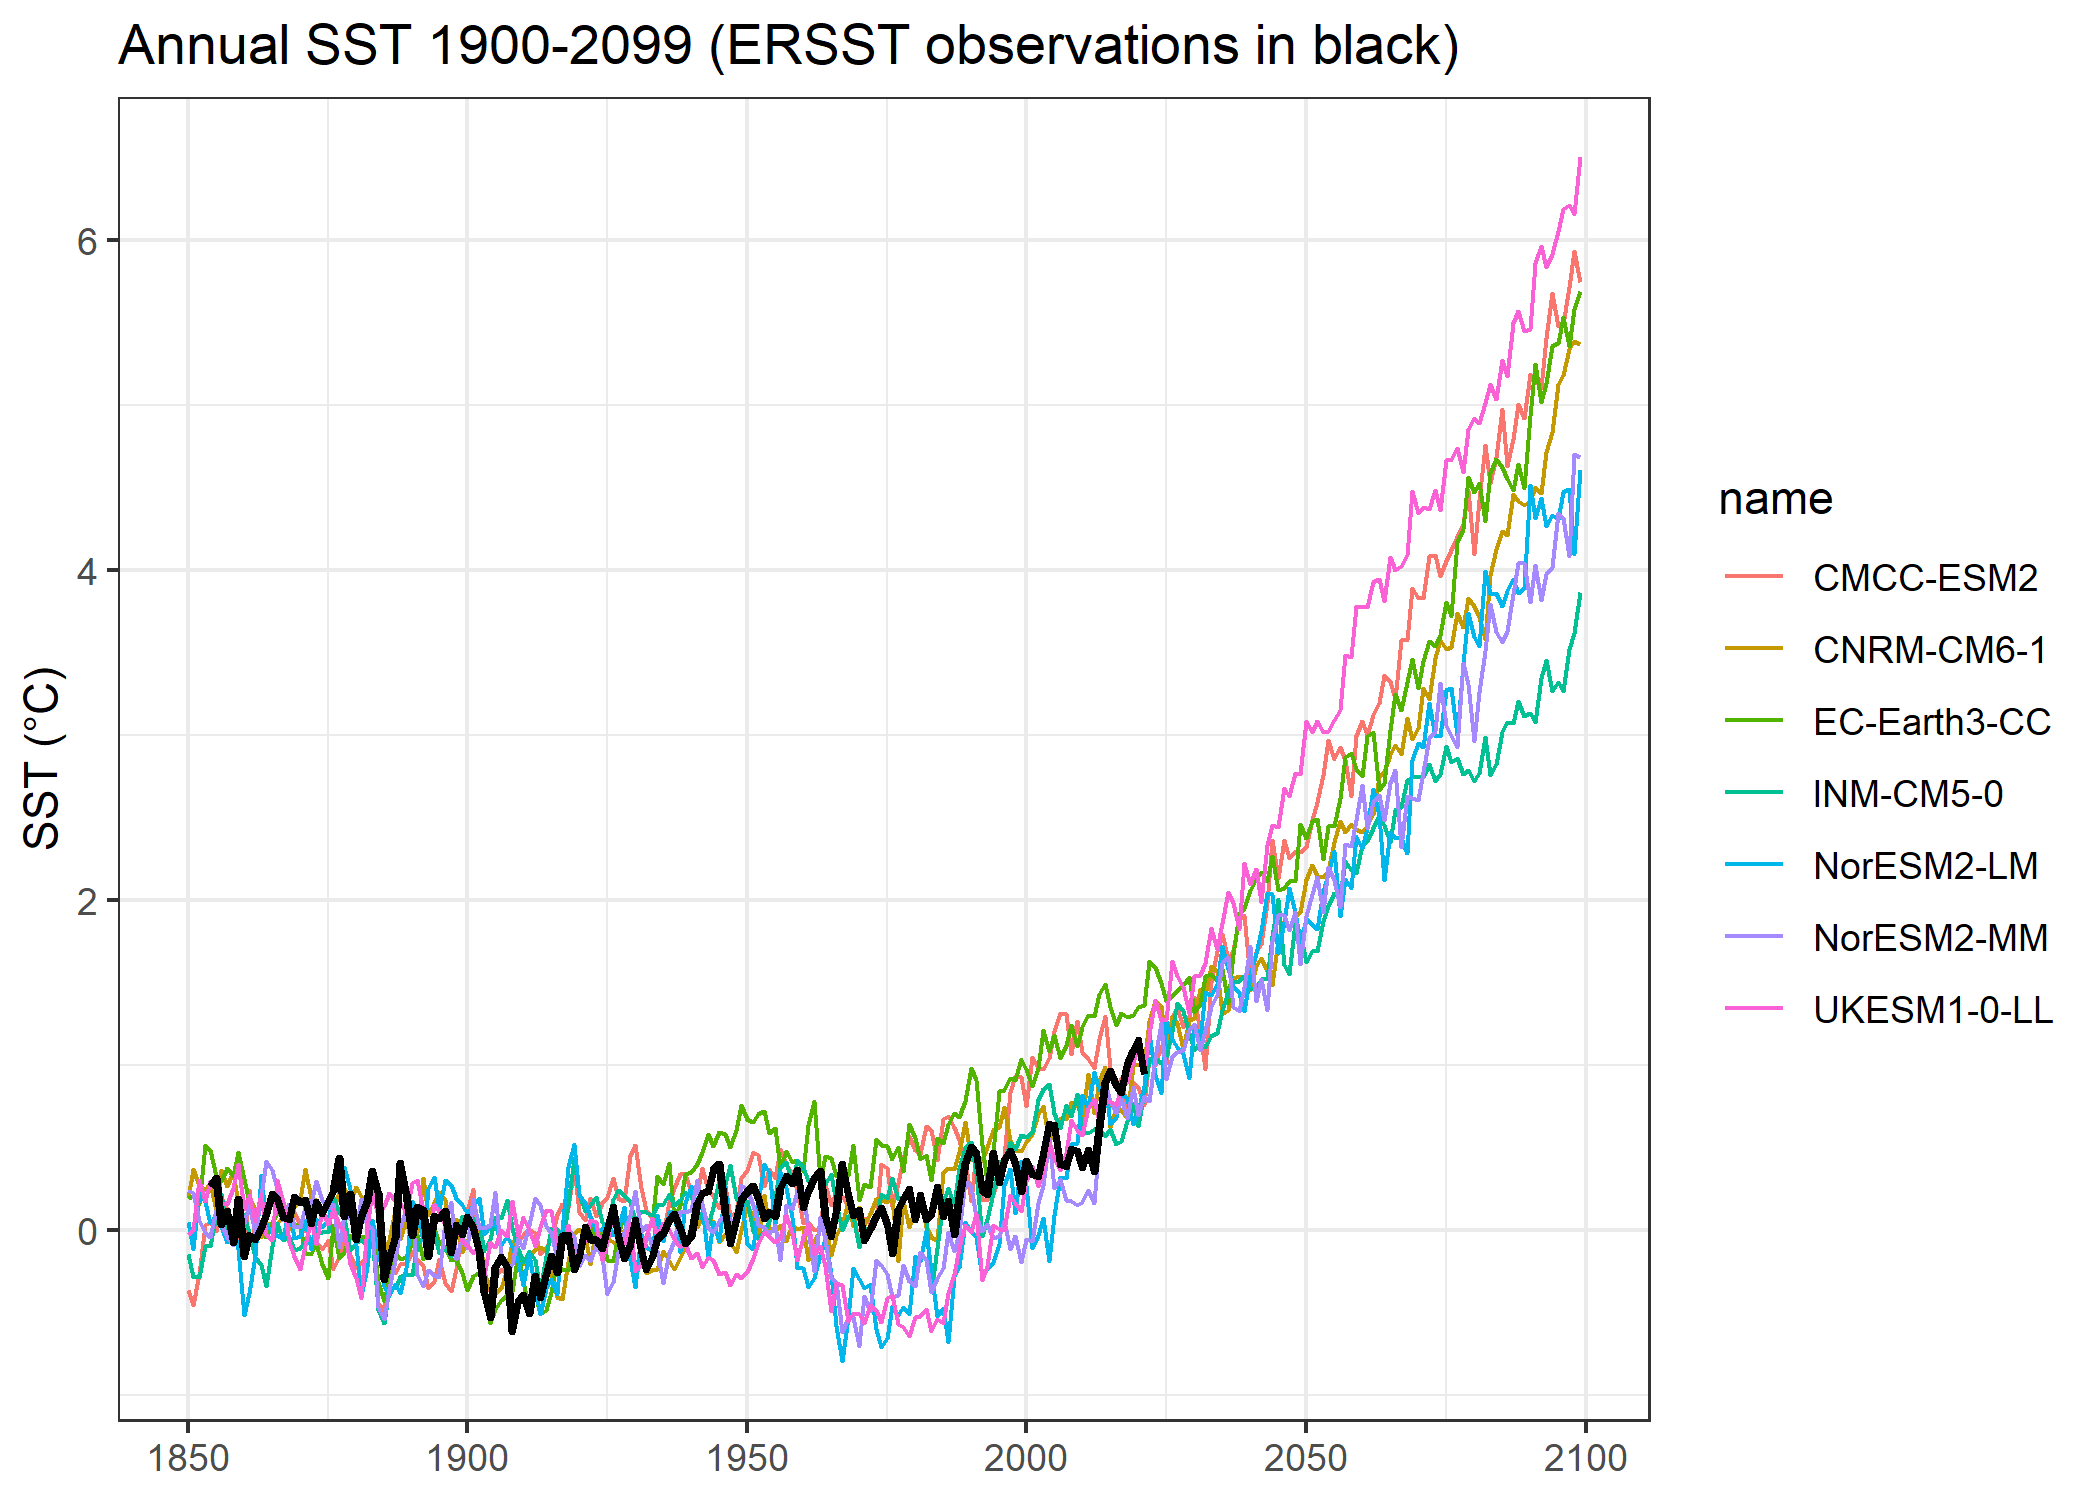 Annual SST 1900-2099 (ERSST observations in black)
SST (°C)
6
4
2
0
1850 1900 1950 2000 2050 2100
name
CMCC-ESM2
CNRM-CM6-1
EC-Earth3-CC
INM-CM5-0
NorESM2-LM
NorESM2-MM
UKESM1-0-LL